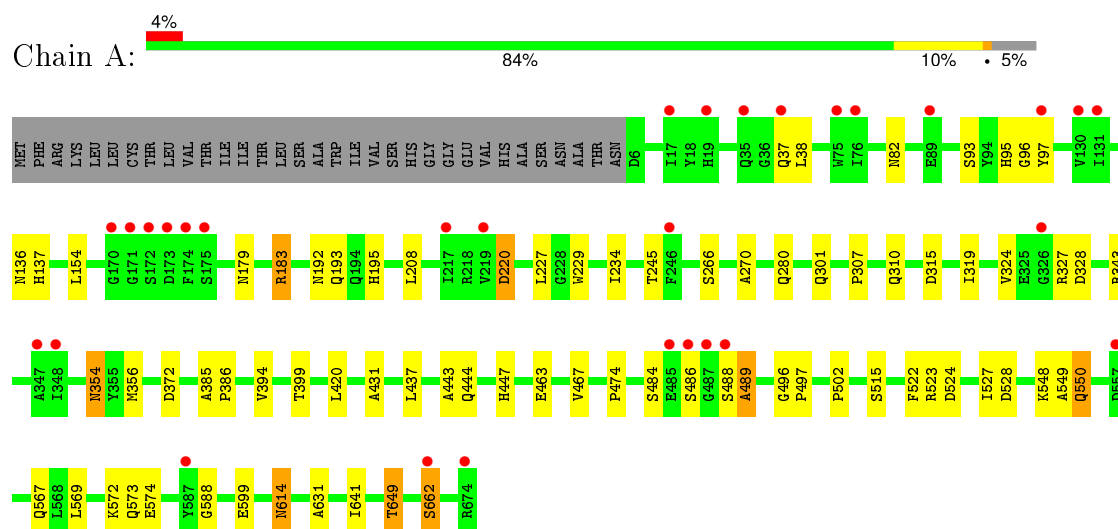 4%
Chain A:
84% 10% • 5%
MET PHE ARG LYS LEU LEU CYS THR LEU VAL THR ILE ILE THR LEU SER ALA TRP ILE VAL SER HIS GLY GLY GLU VAL HIS ALA SER ASN ALA THR ASN D6 I17 Y18 H19 Q35 G36 Q37 L38 W75 I76 N82 E89 S93 Y94 H95 G96 Y97 V130 I131
N136 H137 L154 G170 G171 S172 D173 F174 S175 N179 R183 N192 Q193 Q194 H195 L208 I217 R218 V219 D220 L227 G228 W229 I234 T245 F246 S266 A270 Q280 Q301 P307 Q310 D315 I319 V324 E325 G326 R327 D328
A347 I348 N354 Y355 M356 D372 A385 P386 V394 T399 L420 A431 L437 A443 Q444 H447 E463 V467 P474 S484 E485 S486 G487 S488 A489 G496 P497 P502 S515 F522 R523 D524 I527 D528 K548 A549 Q550 D557
Q567 L568 L569 K572 Q573 E574 Y587 G588 E599 N614 A631 I641 T649 S662 R674